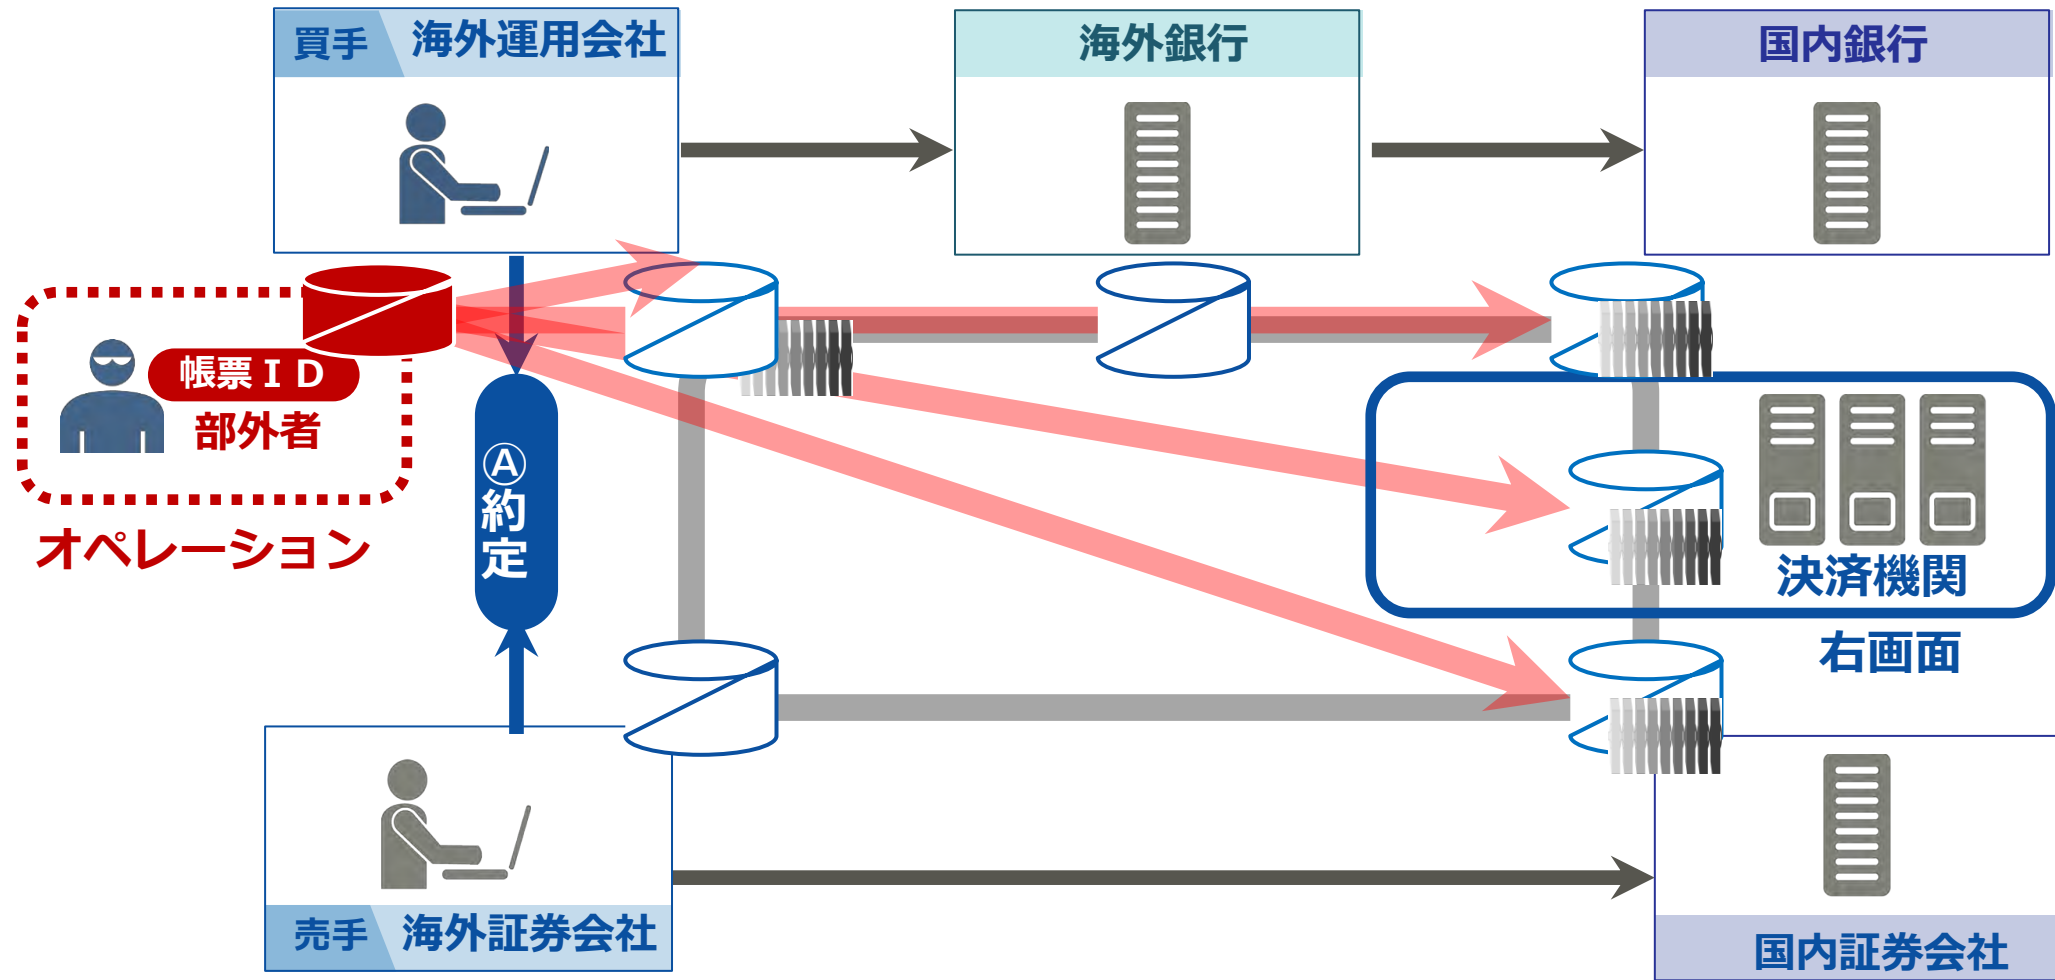 買手
海外運用会社
海外銀行
国内銀行
帳票ＩＤ
部外者
オペレーション
Ⓐ約定
決済機関
右画面
売手
海外証券会社
国内証券会社